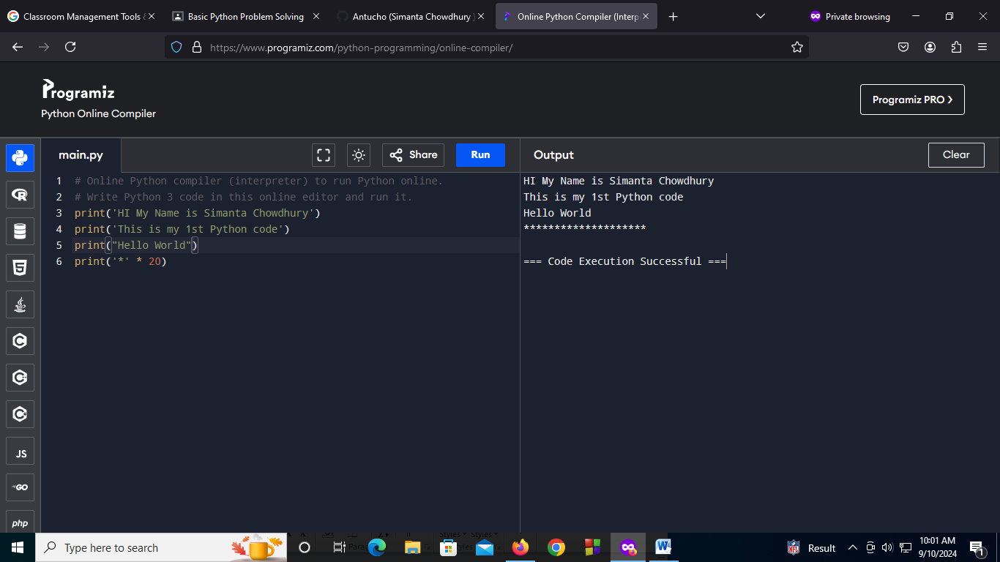 Classroom Management Tools
Basic Python Problem Solving
Antucho (Simanta Chowdhury )
Online Python Compiler (Interp
Private browsing
https://www.programiz.com/python-programming/online-compiler/
Programiz
Python Online Compiler
Programiz PRO >
main.py
Share
Run
Output
Clear
1 # Online Python compiler (interpreter) to run Python online.
2 # Write Python 3 code in this online editor and run it.
3 print('HI My Name is Simanta Chowdhury')
4 print('This is my 1st Python code')
5 print("Hello World")
6 print('*' * 20)
HI My Name is Simanta Chowdhury
This is my 1st Python code
Hello World
********************
=== Code Execution Successful ===
JS
GO
php
Type here to search
Result
10:01 AM
9/10/2024
1